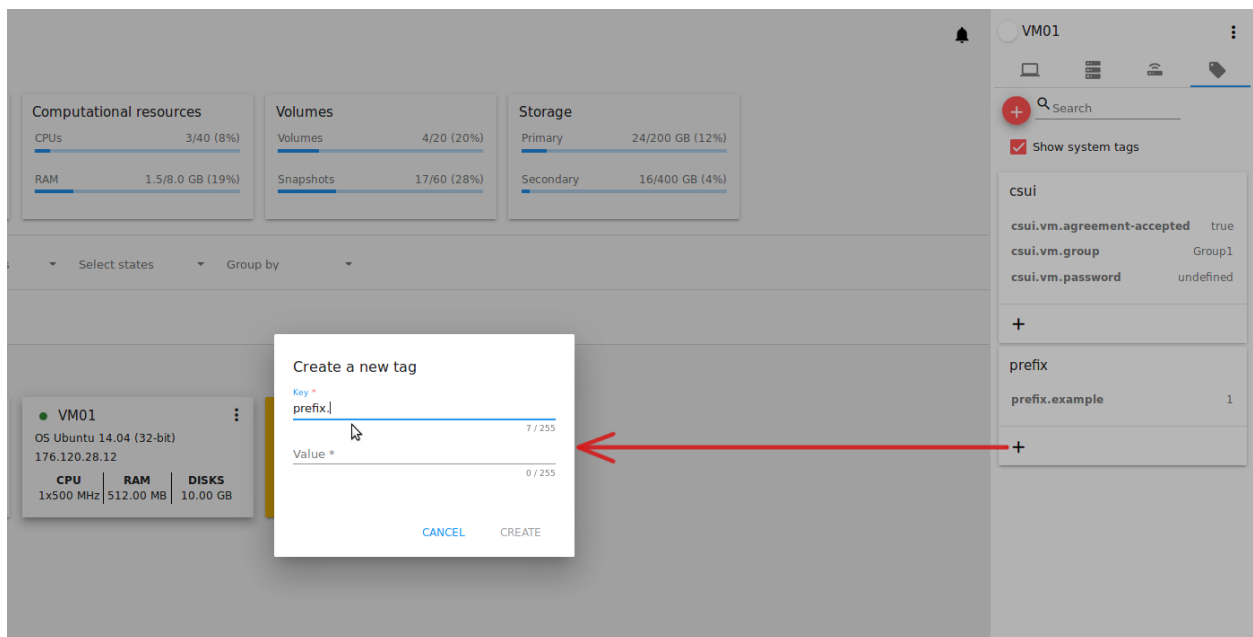 VM01
Search
Show system tags
csui
csui.vm.agreement-accepted true
csui.vm.group Group1
csui.vm.password undefined
+
prefix
prefix.example 1
+
Computational resources
CPUs 3/40 (8%)
RAM 1.5/8.0 GB (19%)
Volumes
Volumes 4/20 (20%)
Snapshots 17/60 (28%)
Storage
Primary 24/200 GB (12%)
Secondary 16/400 GB (4%)
Select states Group by
VM01
OS Ubuntu 14.04 (32-bit)
176.120.28.12
CPU RAM DISKS
1x500 MHz 512.00 MB 10.00 GB
Create a new tag
Key *
prefix.
7 / 255
Value *
0 / 255
CANCEL CREATE